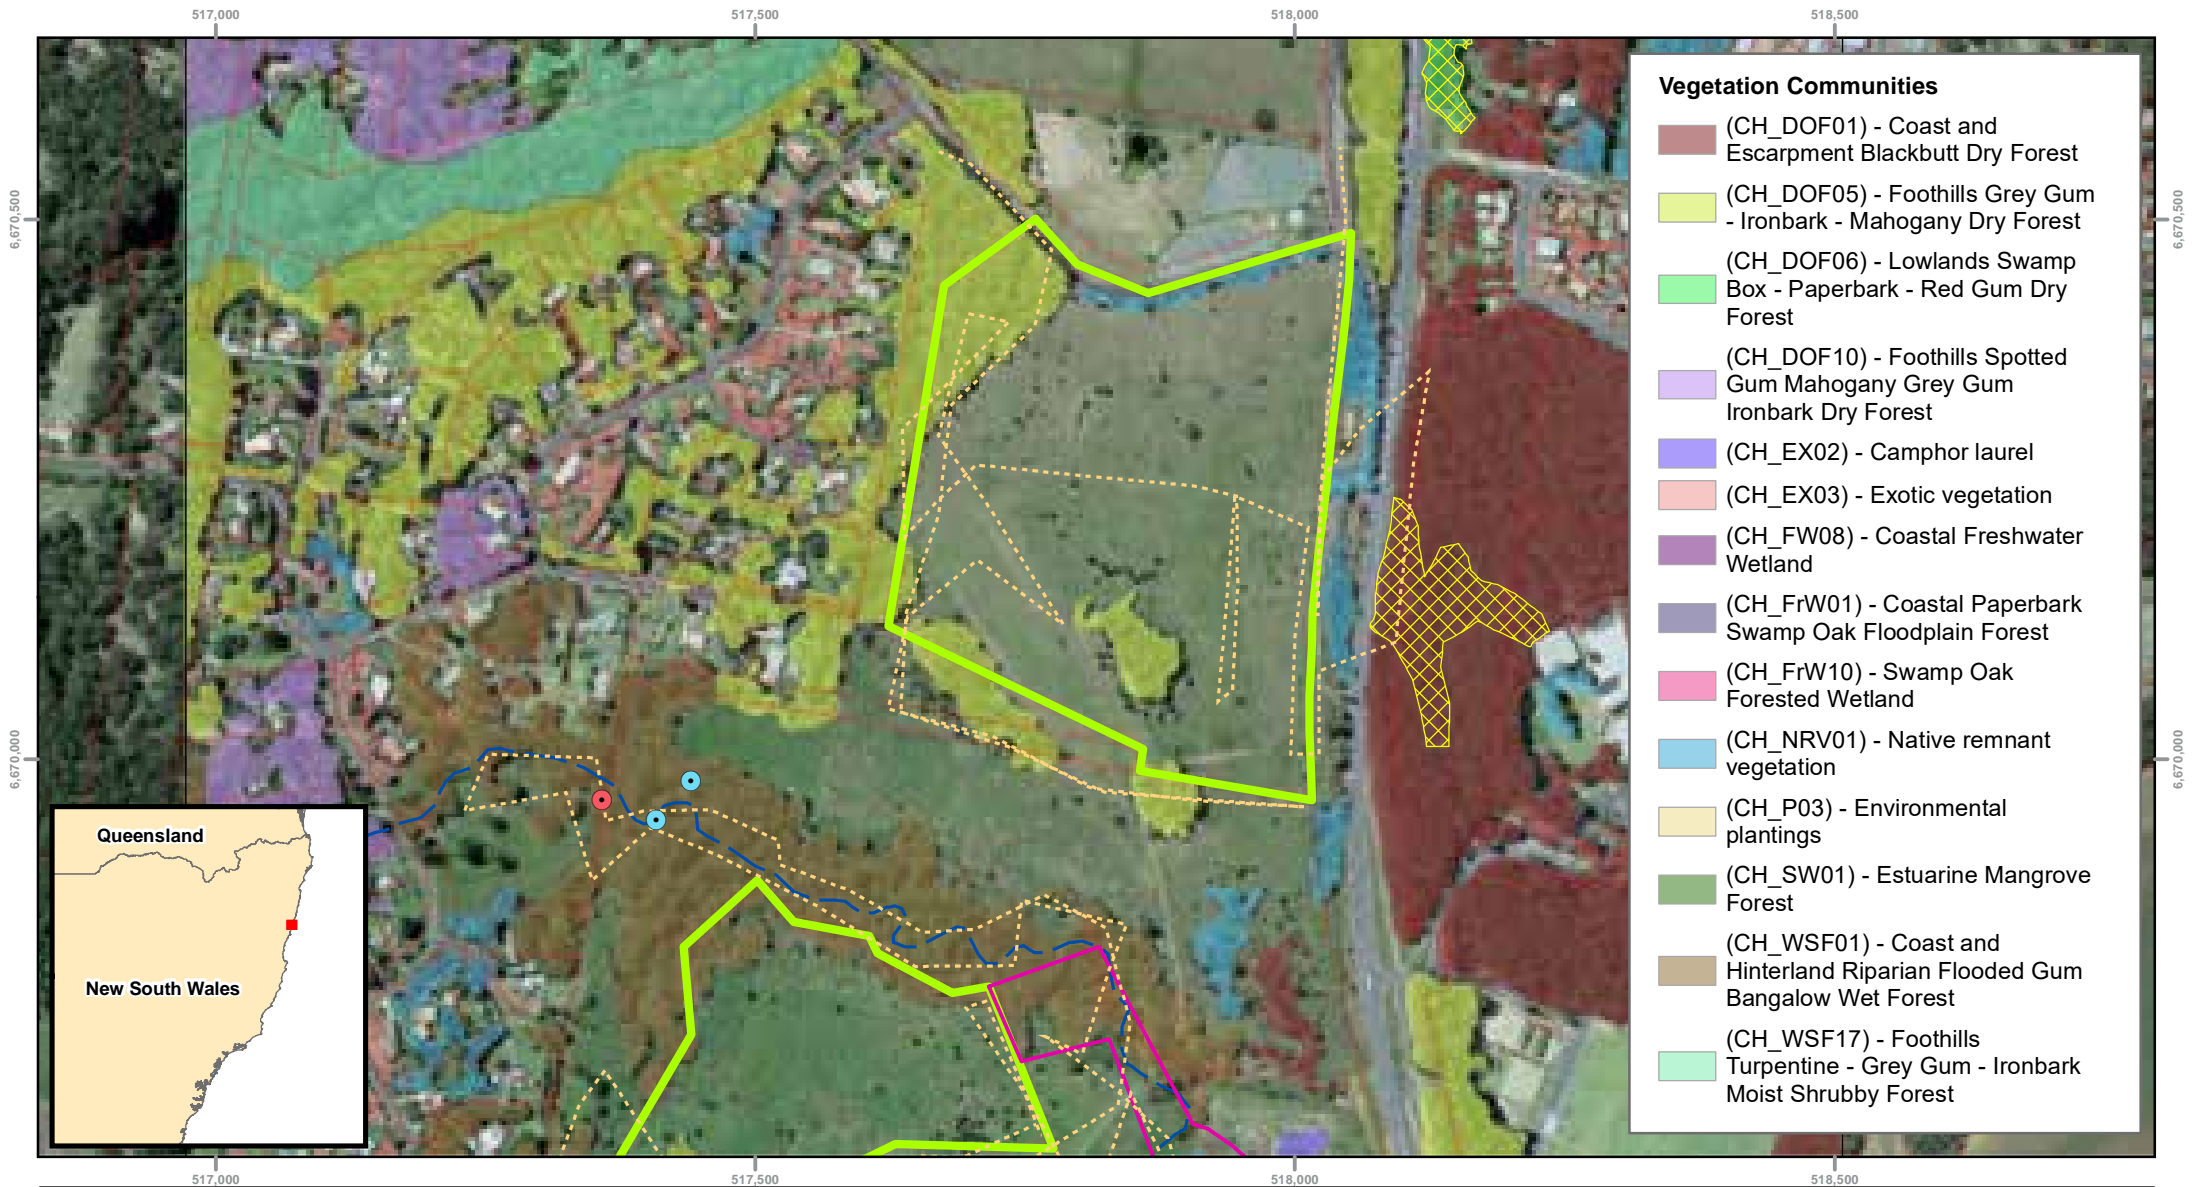 517,000
517,500
518,000
518,500
6,670,500
6,670,500
6,670,000
6,670,000
Vegetation Communities
(CH_DOF01) - Coast and
Escarpment Blackbutt Dry Forest
(CH_DOF05) - Foothills Grey Gum
- Ironbark - Mahogany Dry Forest
(CH_DOF06) - Lowlands Swamp
Box - Paperbark - Red Gum Dry
Forest
(CH_DOF10) - Foothills Spotted
Gum Mahogany Grey Gum
Ironbark Dry Forest
(CH_EX02) - Camphor laurel
(CH_EX03) - Exotic vegetation
(CH_FW08) - Coastal Freshwater
Wetland
(CH_FrW01) - Coastal Paperbark
Swamp Oak Floodplain Forest
(CH_FrW10) - Swamp Oak
Forested Wetland
(CH_NRV01) - Native remnant
vegetation
(CH_P03) - Environmental
plantings
(CH_SW01) - Estuarine Mangrove
Forest
(CH_WSF01) - Coast and
Hinterland Riparian Flooded Gum
Bangalow Wet Forest
(CH_WSF17) - Foothills
Turpentine - Grey Gum - Ironbark
Moist Shrubby Forest
Queensland
New South Wales
517,000
517,500
518,000
518,500